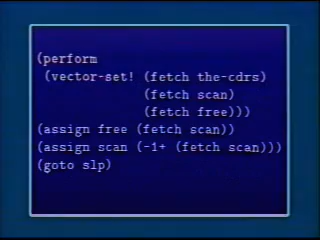 (perform
(vector-set! (fetch the-cdrs)
(fetch scan)
(fetch free)))
(assign free (fetch scan))
(assign scan (-1+ (fetch scan)))
(goto slp)